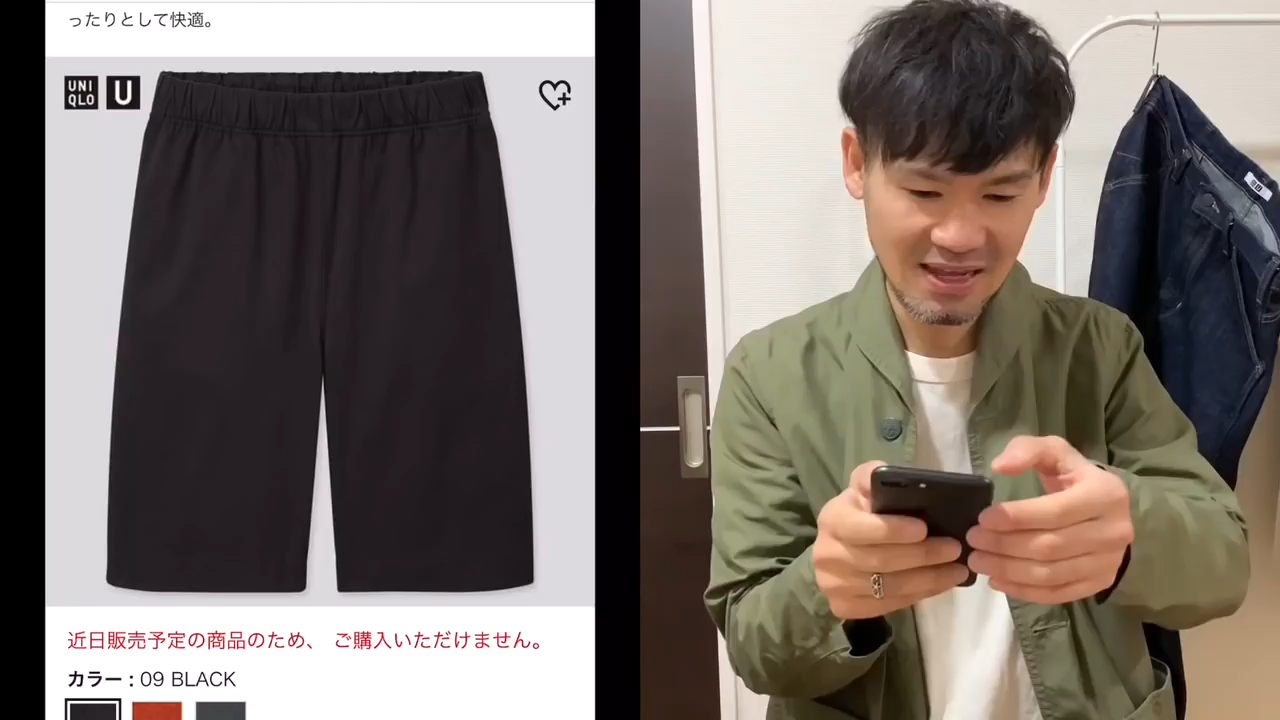 ったりとして快適。
UNI
QLO
U
近日販売予定の商品のため、 ご購入いただけません。
カラー : 09 BLACK